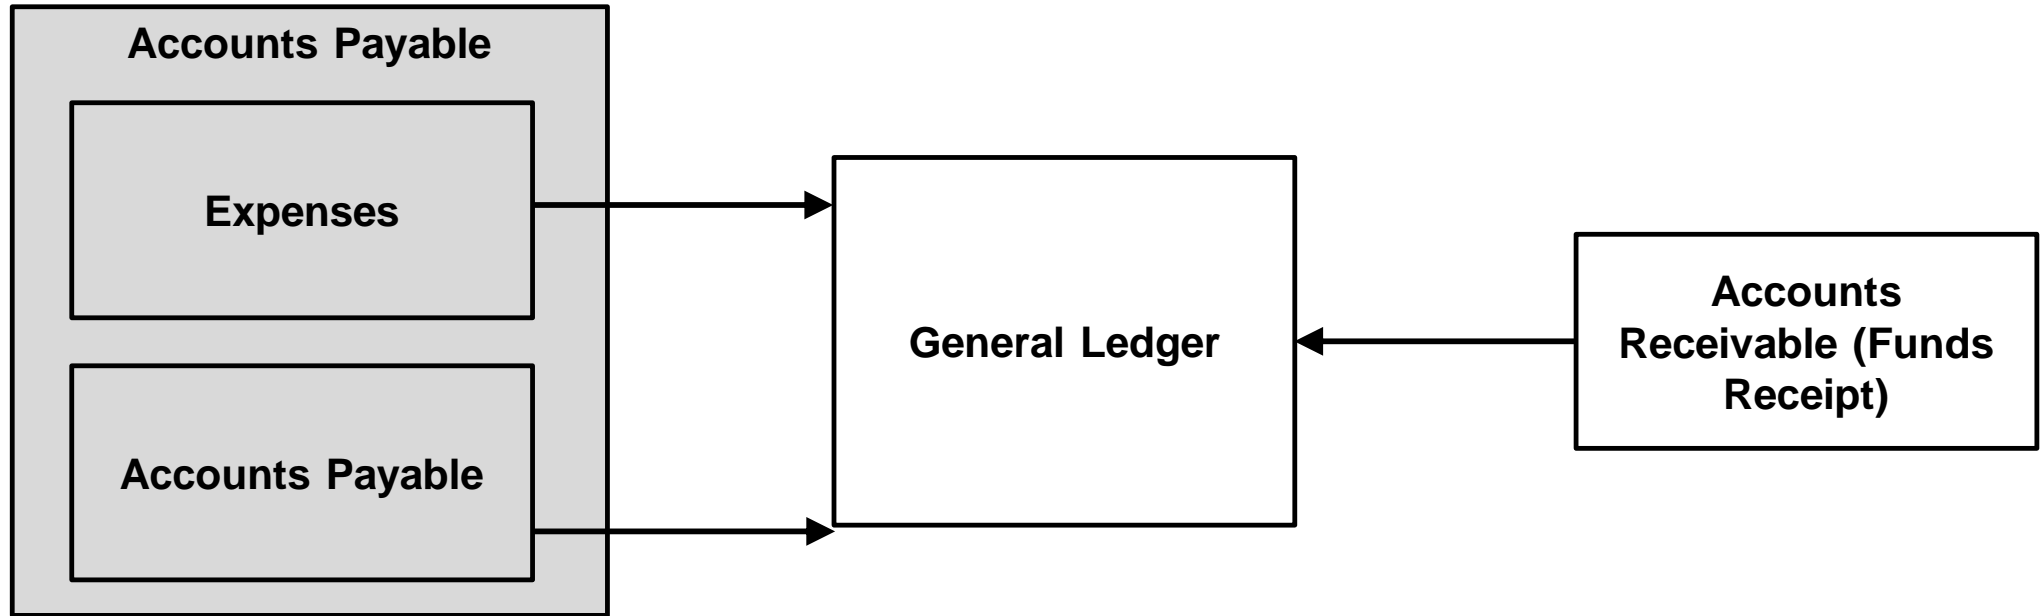 Accounts Payable
Expenses
Accounts Payable
General Ledger
Accounts
Receivable (Funds
Receipt)